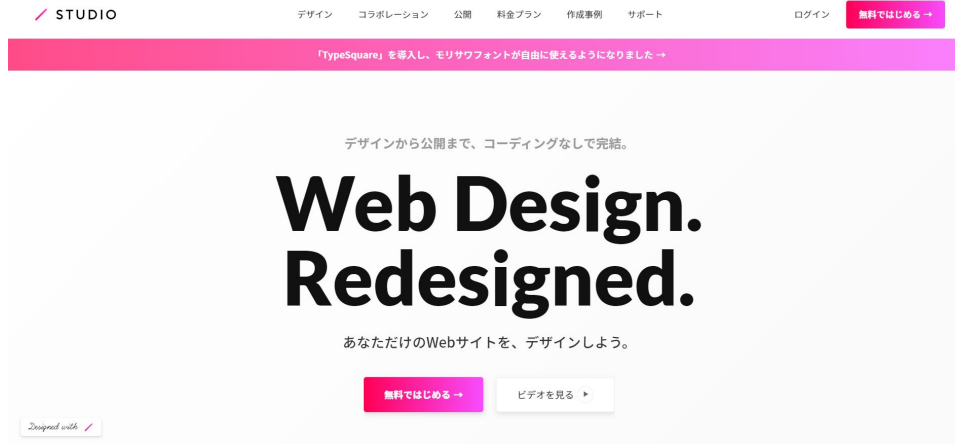 STUDIO
デザイン コラボレーション 公開 料金プラン 作成事例 サポート ログイン 無料ではじめる →
「TypeSquare」を導入し、モリサワフォントが自由に使えるようになりました →
デザインから公開まで、コーディングなしで完結。
Web Design.
Redesigned.
あなただけのWebサイトを、デザインしよう。
無料ではじめる → ビデオを見る
Designed with